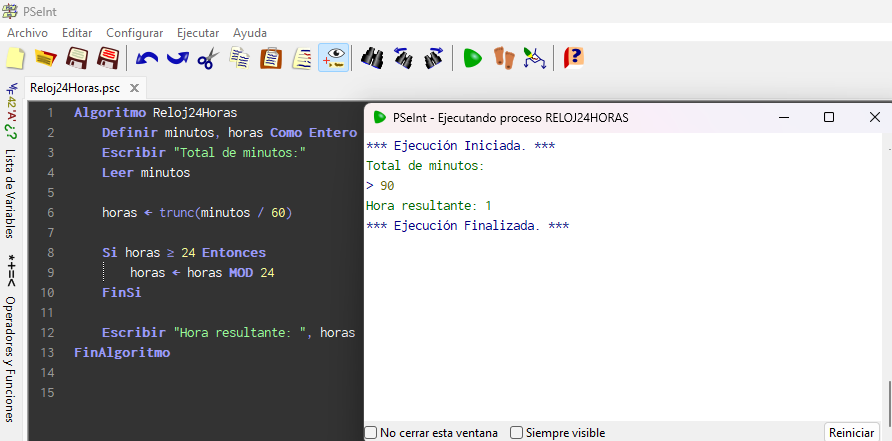 PSeInt
Archivo Editar Configurar Ejecutar Ayuda
Reloj24Horas.psc
Lista de Variables
*+=<
Operadores y Funciones
1 Algoritmo Reloj24Horas
2 Definir minutos, horas Como Entero
3 Escribir "Total de minutos:"
4 Leer minutos
5
6 horas ← trunc(minutos / 60)
7
8 Si horas ≥ 24 Entonces
9 horas ← horas MOD 24
10 FinSi
11
12 Escribir "Hora resultante: ", horas
13 FinAlgoritmo
14
15
PSeInt - Ejecutando proceso RELOJ24HORAS
*** Ejecución Iniciada. ***
Total de minutos:
> 90
Hora resultante: 1
*** Ejecución Finalizada. ***
No cerrar esta ventana Siempre visible Reiniciar